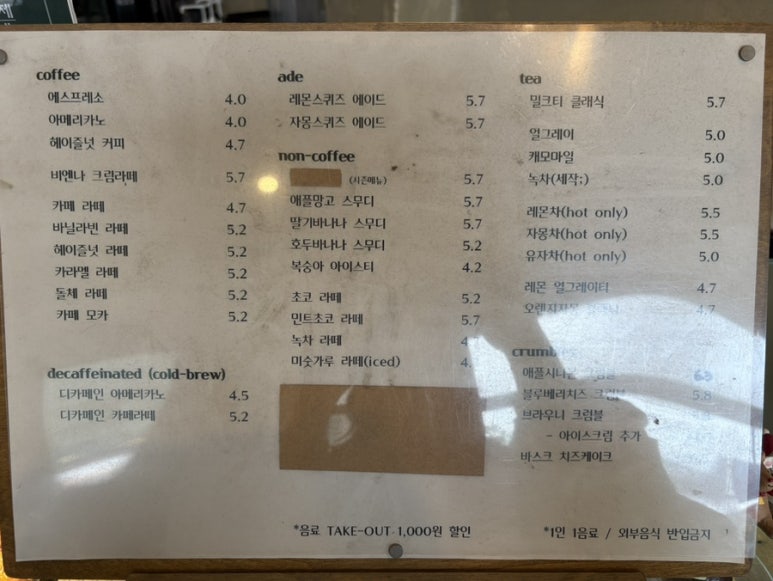 coffee
에스프레소 4.0
아메리카노 4.0
헤이즐넛 커피 4.7
비엔나 크림라떼 5.7
카페 라떼 4.7
바닐라빈 라떼 5.2
헤이즐넛 라떼 5.2
카라멜 라떼 5.2
돌체 라떼 5.2
카페 모카 5.2
decaffeinated (cold-brew)
디카페인 아메리카노 4.5
디카페인 카페라떼 5.2
ade
레몬스퀴즈 에이드 5.7
자몽스퀴즈 에이드 5.7
non-coffee
(시즌메뉴) 5.7
애플망고 스무디 5.7
딸기바나나 스무디 5.7
호두바나나 스무디 5.2
복숭아 아이스티 4.2
초코 라떼 5.2
민트초코 라떼 5.7
녹차 라떼
미숫가루 라떼(iced)
*음료 TAKE-OUT 1,000원 할인
tea
밀크티 클래식 5.7
얼그레이 5.0
캐모마일 5.0
녹차(세작;) 5.0
레몬차(hot only) 5.5
자몽차(hot only) 5.5
유자차(hot only) 5.0
레몬 얼그레이티 4.7
4.7
블루베리치즈 크럼블 5.8
브라우니 크럼블
- 아이스크림 추가
바스크 치즈케이크
*1인 1음료 / 외부음식 반입금지